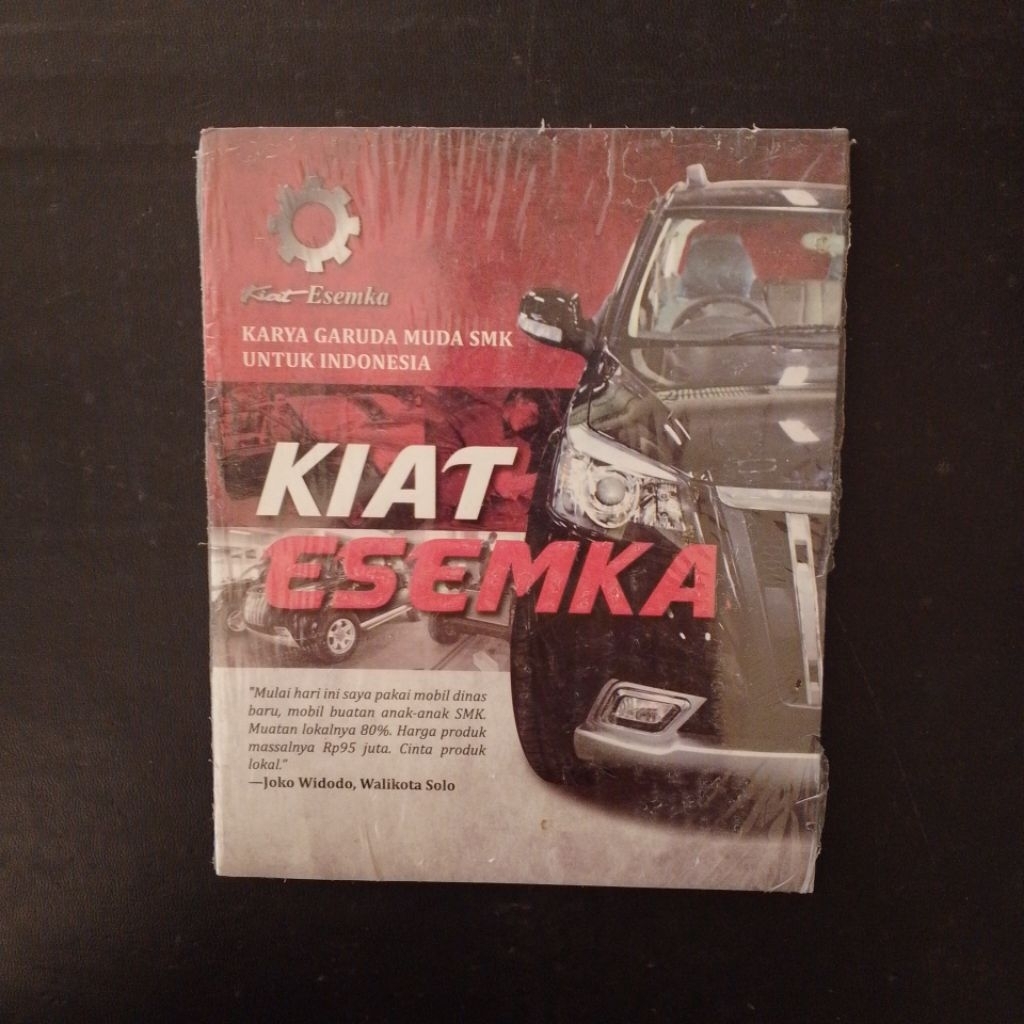 Kiat Esemka
KARYA GARUDA MUDA SMK
UNTUK INDONESIA
KIAT
ESEMKA
"Mulai hari ini saya pakai mobil dinas
baru, mobil buatan anak-anak SMK.
Muatan lokalnya 80%. Harga produk
massalnya Rp95 juta. Cinta produk
lokal."
—Joko Widodo, Walikota Solo